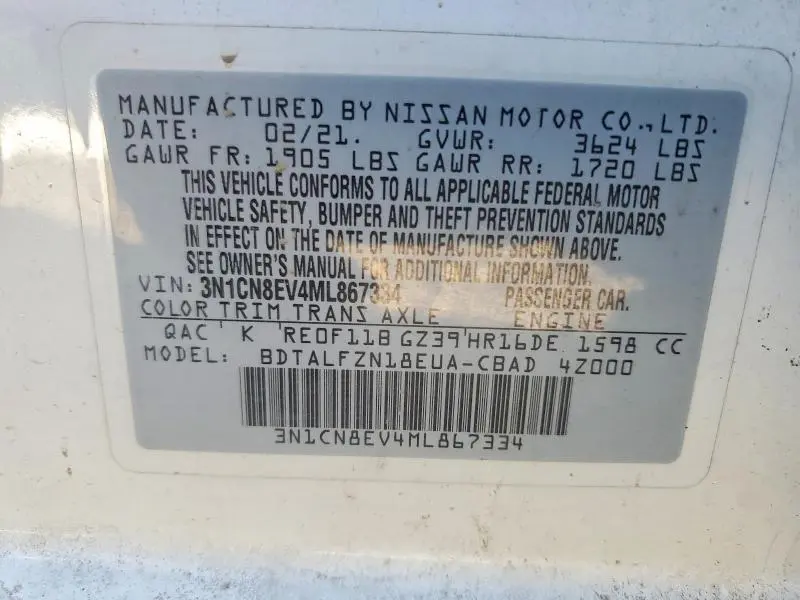 MANUFACTURED BY NISSAN MOTOR CO., LTD.
DATE: 02/21. GVWR: 3624 LBS
GAWR FR: 1905 LBS GAWR RR: 1720 LBS
THIS VEHICLE CONFORMS TO ALL APPLICABLE FEDERAL MOTOR
VEHICLE SAFETY, BUMPER AND THEFT PREVENTION STANDARDS
IN EFFECT ON THE DATE OF MANUFACTURE SHOWN ABOVE.
SEE OWNER'S MANUAL FOR ADDITIONAL INFORMATION.
VIN: 3N1CN8EV4ML867334 PASSENGER CAR.
COLOR TRIM TRANS AXLE ENGINE
QAC ' K 'RE0F11B GZ39'HR16DE 1598 CC
MODEL: BDTALFZN18EUA-CBAD 4Z000
3N1CN8EV4ML867334